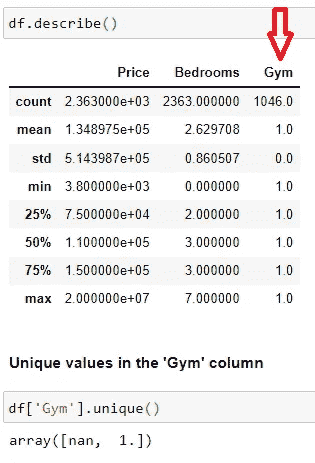 df.describe()
Price Bedrooms Gym
count 2.363000e+03 2363.000000 1046.0
mean 1.348975e+05 2.629708 1.0
std 5.143987e+05 0.860507 0.0
min 3.800000e+03 0.000000 1.0
25% 7.500000e+04 2.000000 1.0
50% 1.100000e+05 3.000000 1.0
75% 1.500000e+05 3.000000 1.0
max 2.000000e+07 7.000000 1.0
Unique values in the 'Gym' column
df['Gym'].unique()
array([nan, 1.])